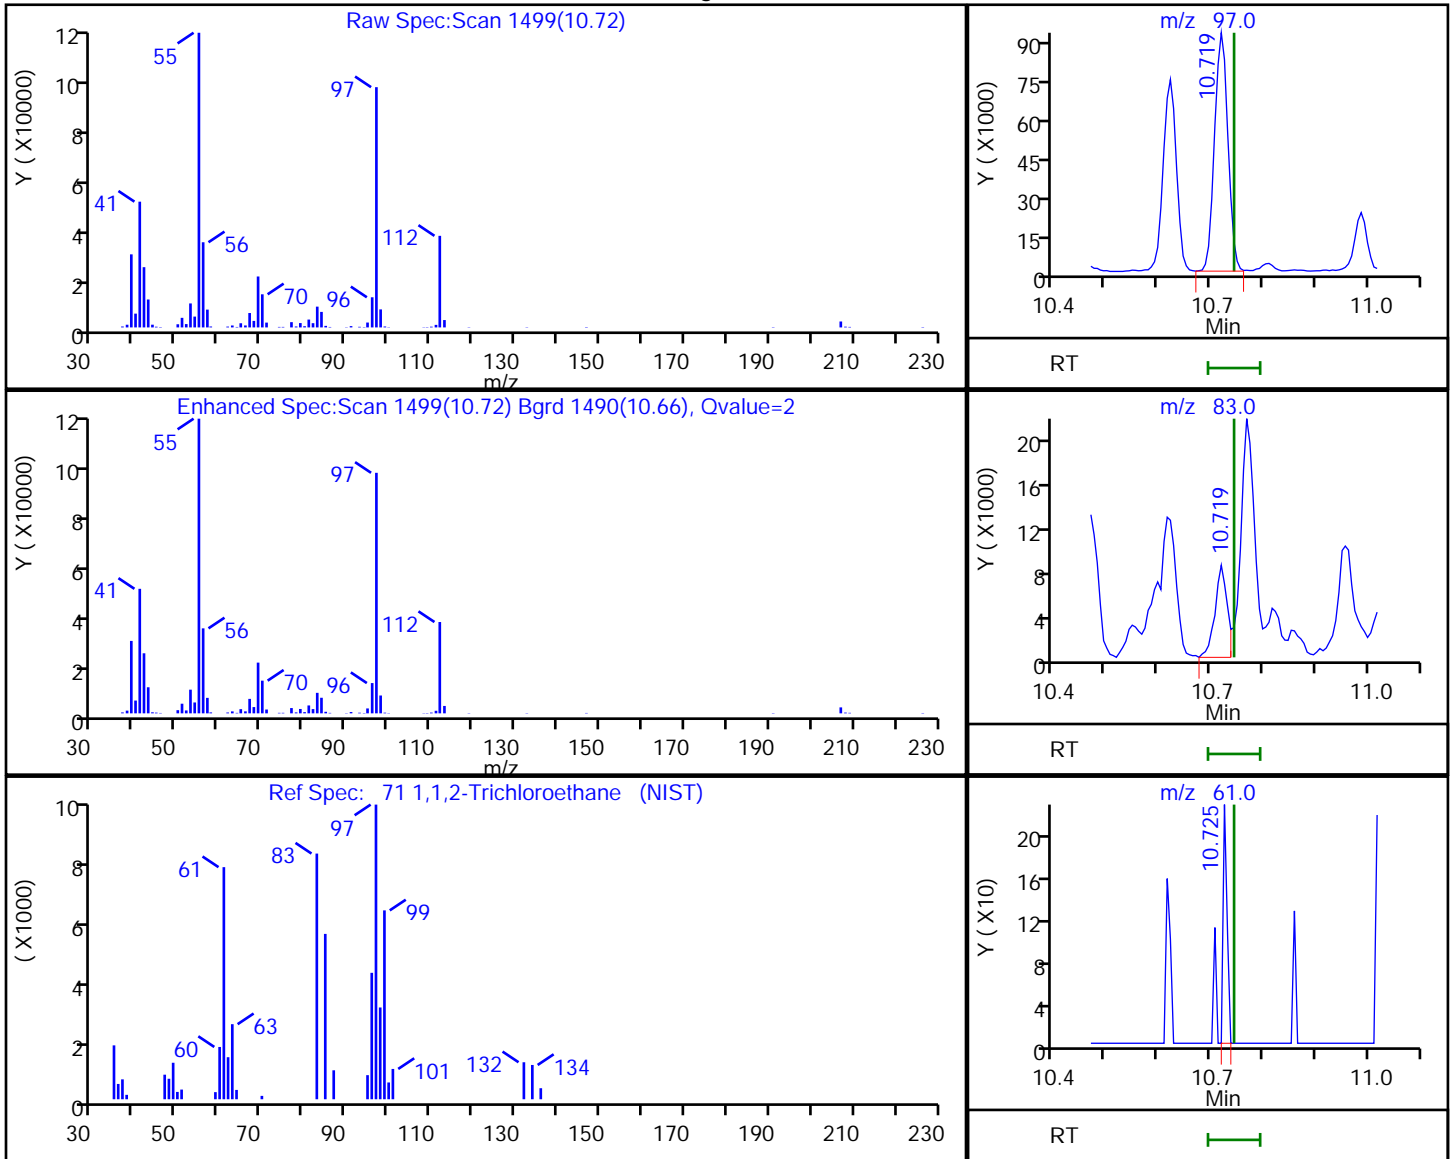 Raw Spec:Scan 1499(10.72)
Y ( X10000)
12
10
8
6
4
2
0
55
97
41
56
112
70
96
30 50 70 90 110 130 150 170 190 210 230
m/z
m/z 97.0
Y ( X1000)
90
75
60
45
30
15
0
10.719
10.4 10.7 11.0
Min
RT
Enhanced Spec:Scan 1499(10.72) Bgrd 1490(10.66), Qvalue=2
Y ( X10000)
12
10
8
6
4
2
0
55
97
41
56
112
70
96
30 50 70 90 110 130 150 170 190 210 230
m/z
m/z 83.0
Y ( X1000)
20
16
12
8
4
0
10.719
10.4 10.7 11.0
Min
RT
Ref Spec: 71 1,1,2-Trichloroethane (NIST)
( X1000)
10
8
6
4
2
0
97
83
61
99
63
60
101
132
134
30 50 70 90 110 130 150 170 190 210 230
m/z 61.0
Y ( X10)
20
16
12
8
4
0
10.725
10.4 10.7 11.0
Min
RT